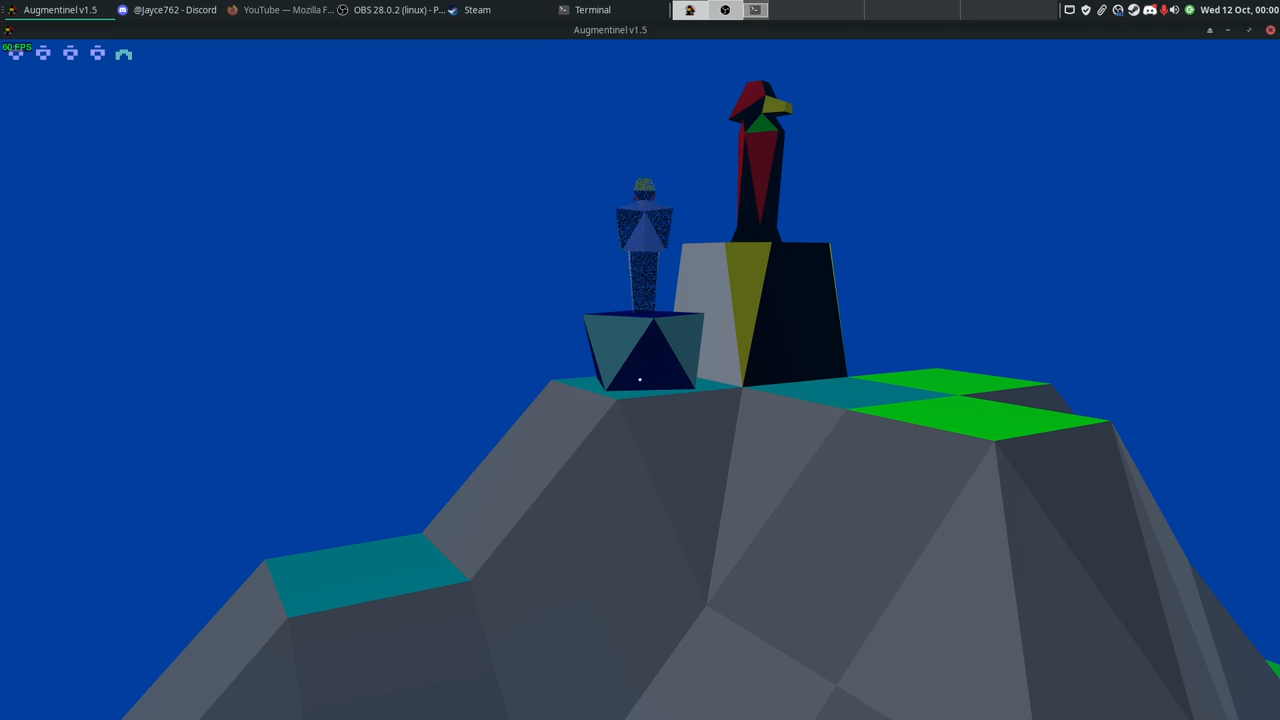 Augmentinel v1.5
@Jayce762 - Discord
YouTube — Mozilla F...
OBS 28.0.2 (linux) - P...
Steam
Terminal
Wed 12 Oct, 00:00
Augmentinel v1.5
60 FPS